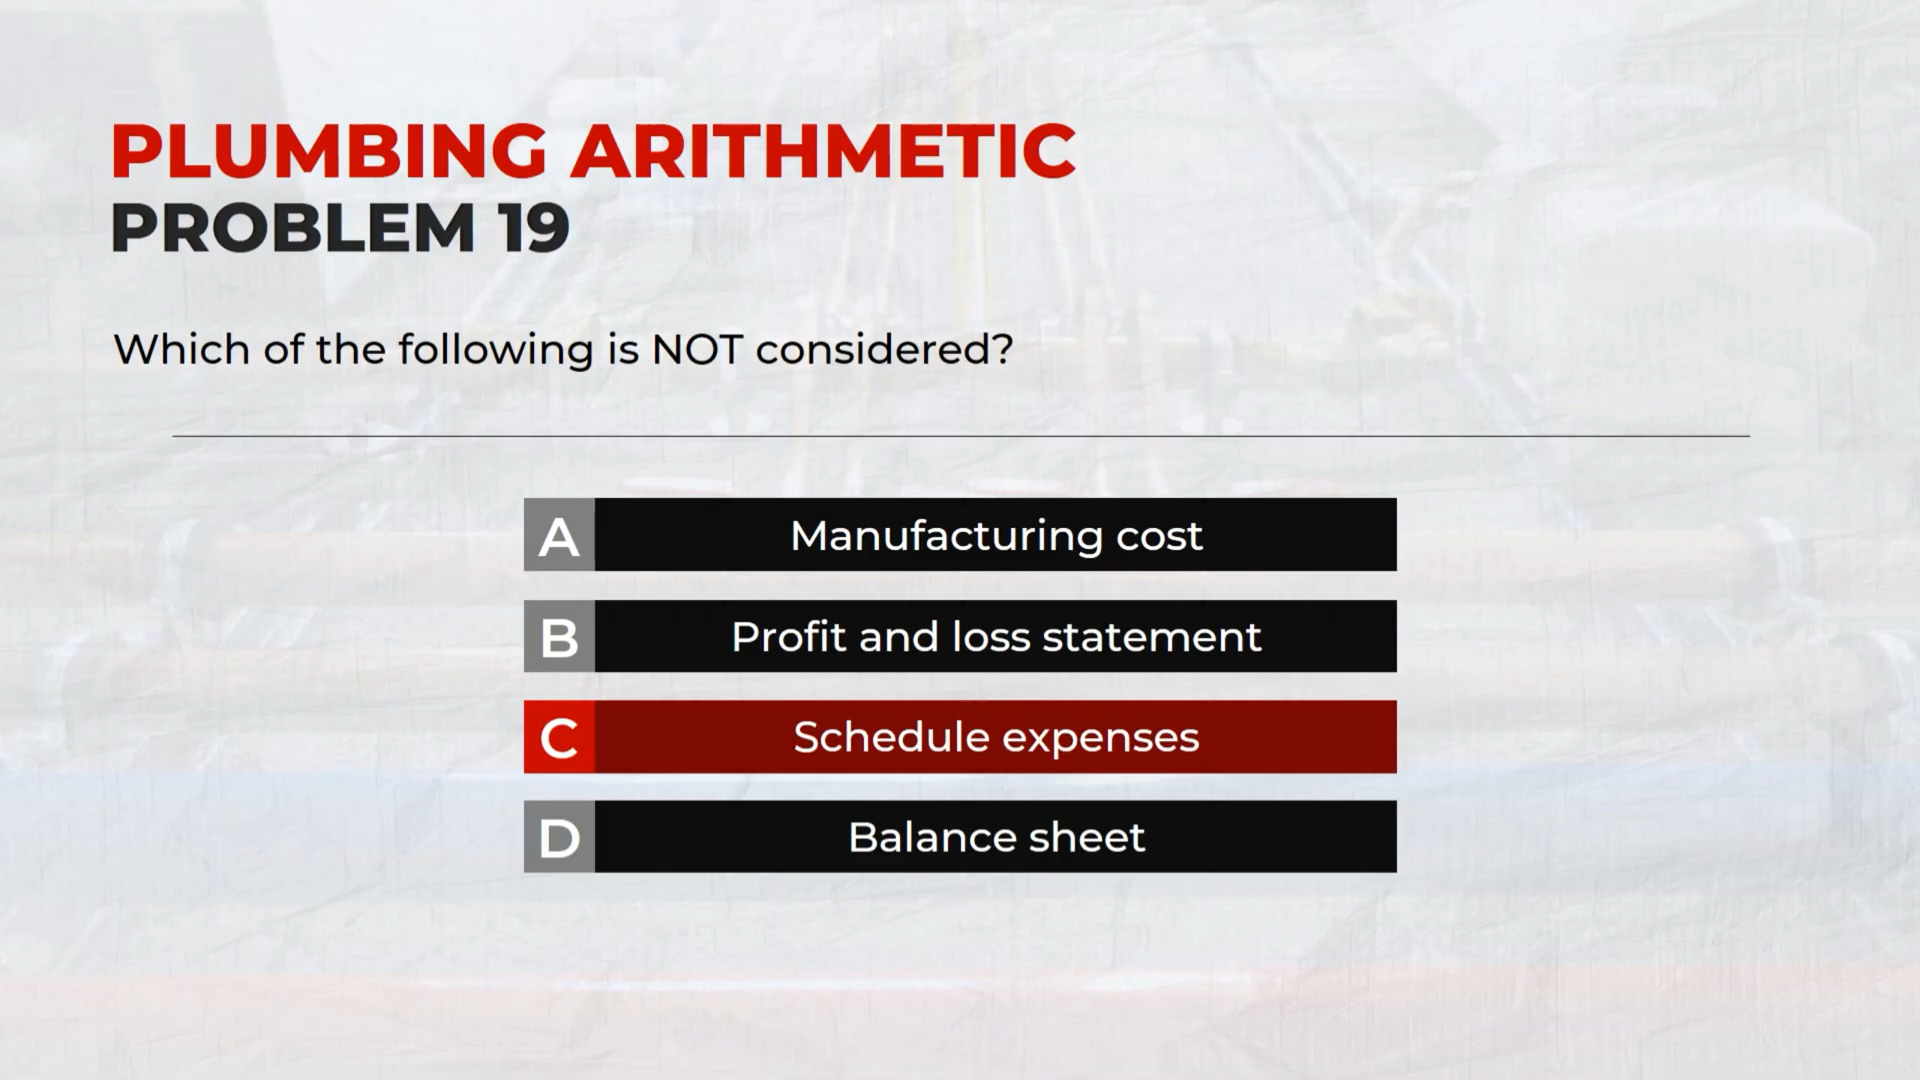 PLUMBING ARITHMETIC
PROBLEM 19
Which of the following is NOT considered?
A Manufacturing cost
B Profit and loss statement
C Schedule expenses
D Balance sheet